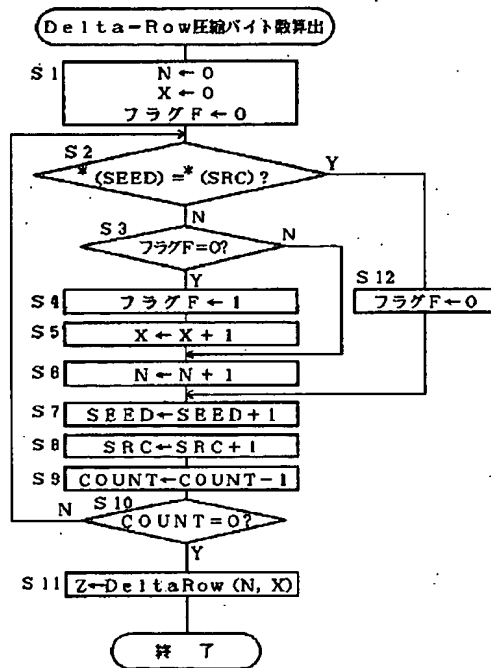 Delta-Row圧縮バイト数算出
S1
N←0
X←0
フラグF←0
S2
*(SEED)=*(SRC)?
Y
N
S3
フラグF=0?
N
Y
S12
フラグF←0
S4
フラグF←1
S5
X←X+1
S6
N←N+1
S7
SEED←SEED+1
S8
SRC←SRC+1
S9
COUNT←COUNT-1
S10
N
COUNT=0?
Y
S11
Z←DeltaRow(N,X)
終了